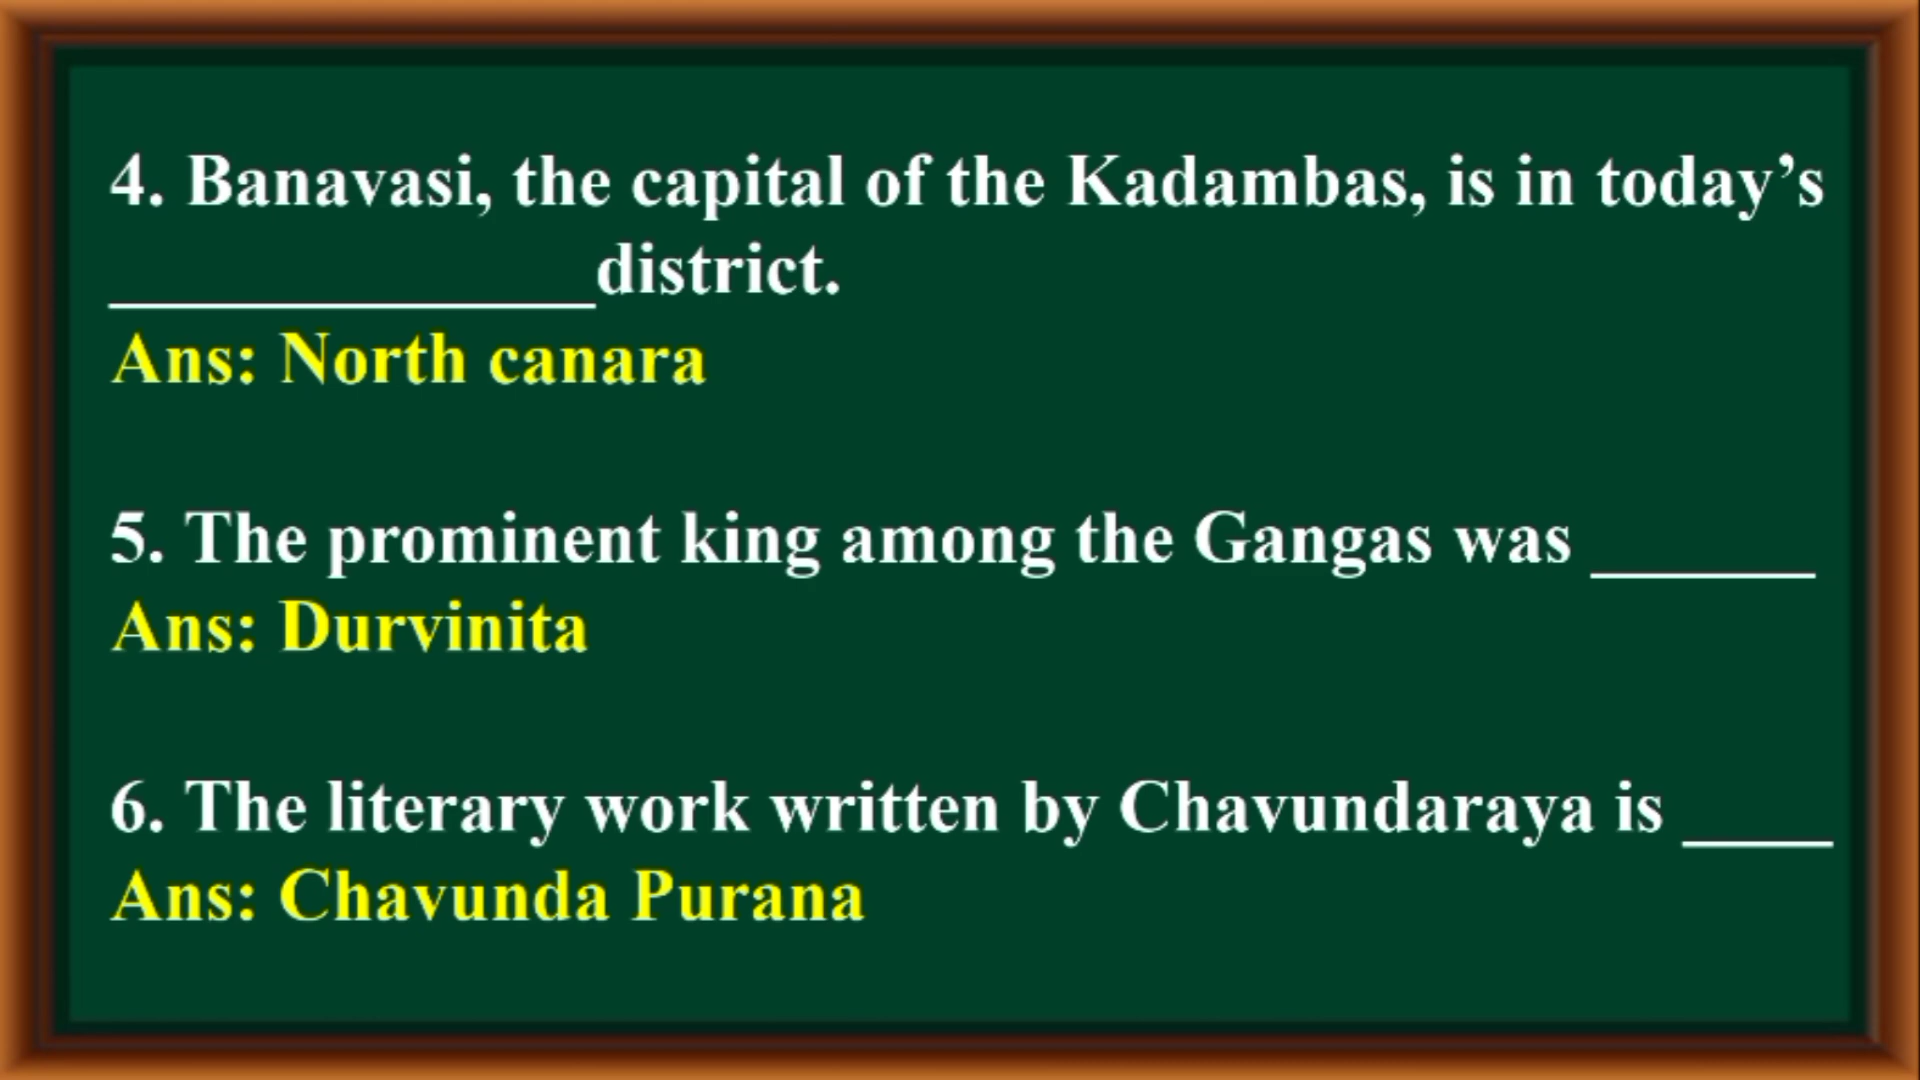 4. Banavasi, the capital of the Kadambas, is in today’s
_____________district.
Ans: North canara
5. The prominent king among the Gangas was ______
Ans: Durvinita
6. The literary work written by Chavundaraya is ____
Ans: Chavunda Purana